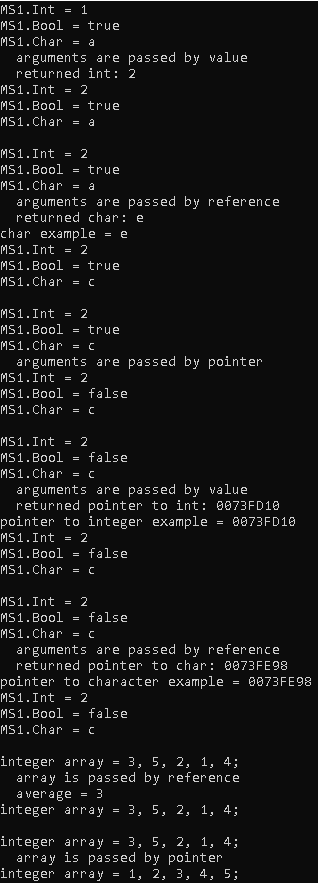 MS1.Int = 1
MS1.Bool = true
MS1.Char = a
  arguments are passed by value
  returned int: 2
MS1.Int = 2
MS1.Bool = true
MS1.Char = a

MS1.Int = 2
MS1.Bool = true
MS1.Char = a
  arguments are passed by reference
  returned char: e
char example = e
MS1.Int = 2
MS1.Bool = true
MS1.Char = c

MS1.Int = 2
MS1.Bool = true
MS1.Char = c
  arguments are passed by pointer
MS1.Int = 2
MS1.Bool = false
MS1.Char = c

MS1.Int = 2
MS1.Bool = false
MS1.Char = c
  arguments are passed by value
  returned pointer to int: 0073FD10
pointer to integer example = 0073FD10
MS1.Int = 2
MS1.Bool = false
MS1.Char = c

MS1.Int = 2
MS1.Bool = false
MS1.Char = c
  arguments are passed by reference
  returned pointer to char: 0073FE98
pointer to character example = 0073FE98
MS1.Int = 2
MS1.Bool = false
MS1.Char = c

integer array = 3, 5, 2, 1, 4;
  array is passed by reference
  average = 3
integer array = 3, 5, 2, 1, 4;

integer array = 3, 5, 2, 1, 4;
  array is passed by pointer
integer array = 1, 2, 3, 4, 5;